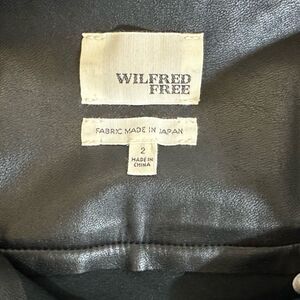 WILFRED
FREE
FABRIC MADE IN JAPAN
2
MADE IN
CHINA